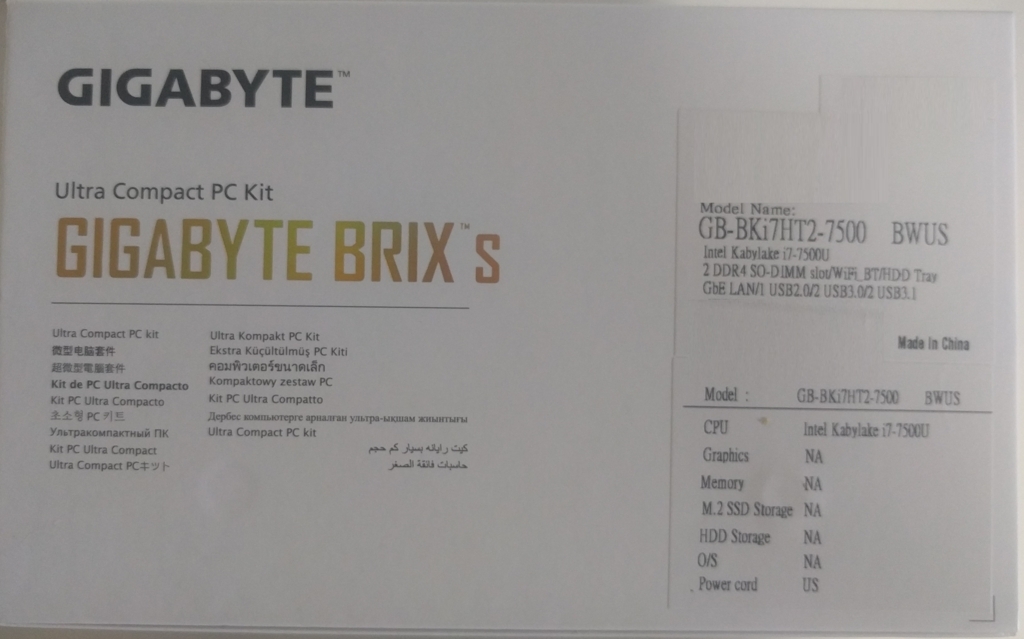 GIGABYTE™
Ultra Compact PC Kit
GIGABYTE BRIX™ s
Ultra Compact PC kit
微型电脑套件
超微型電腦套件
Kit de PC Ultra Compacto
Kit PC Ultra Compacto
초소형 PC 키트
Ультракомпактный ПК
Kit PC Ultra Compact
Ultra Compact PCキット
Ultra Kompakt PC Kit
Ekstra Küçültülmüş PC Kiti
คอมพิวเตอร์ขนาดเล็ก
Kompaktowy zestaw PC
Kit PC Ultra Compatto
Дербес компьютерге арналған ультра-ықшам жиынтығы
Ultra Compact PC kit
کیت رایانه بسیار کم حجم
حاسبات فائقة الصغر
Model Name:
GB-BKi7HT2-7500 BWUS
Intel Kabylake i7-7500U
2 DDR4 SO-DIMM slot/WiFi_BT/HDD Tray
GbE LAN/1 USB2.0/2 USB3.0/2 USB3.1
Made in China
Model : GB-BKi7HT2-7500 BWUS
CPU Intel Kabylake i7-7500U
Graphics NA
Memory NA
M.2 SSD Storage NA
HDD Storage NA
O/S NA
Power cord US